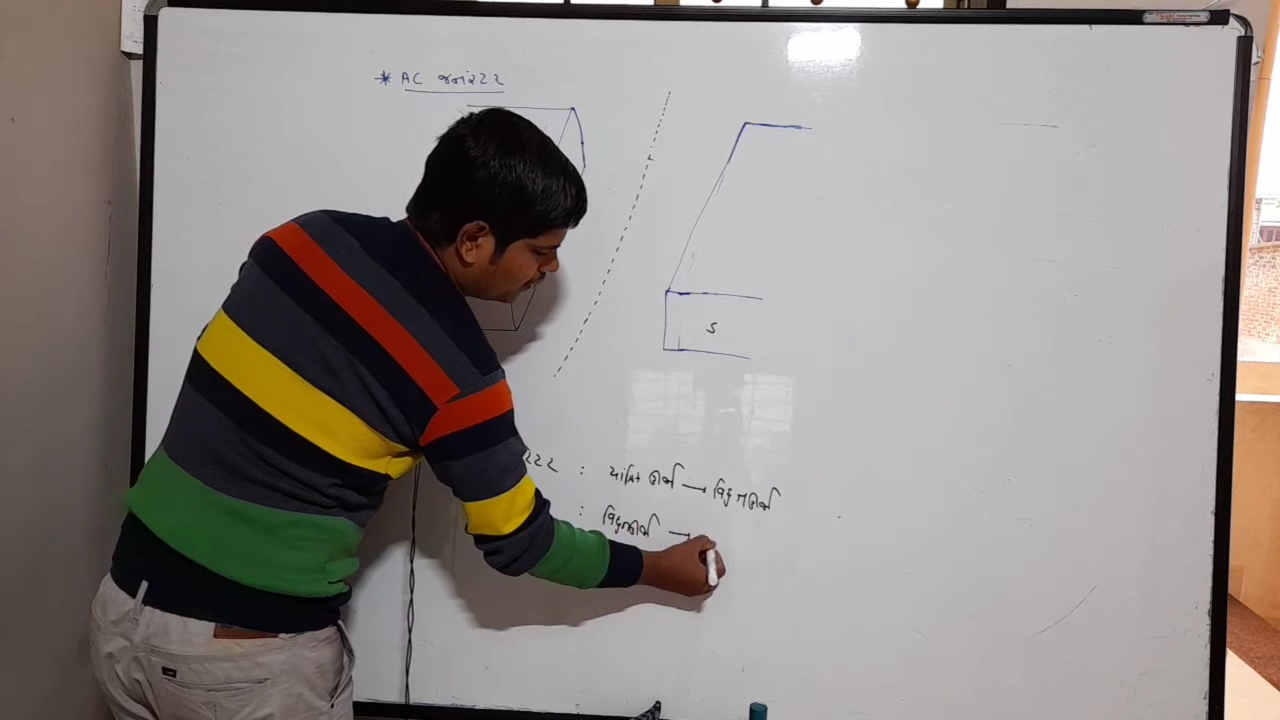 * AC જનરેટર
S
રેટર : યાંત્રિક ઊર્જા → વિદ્યુતઊર્જા
: વિદ્યુતઊર્જા →